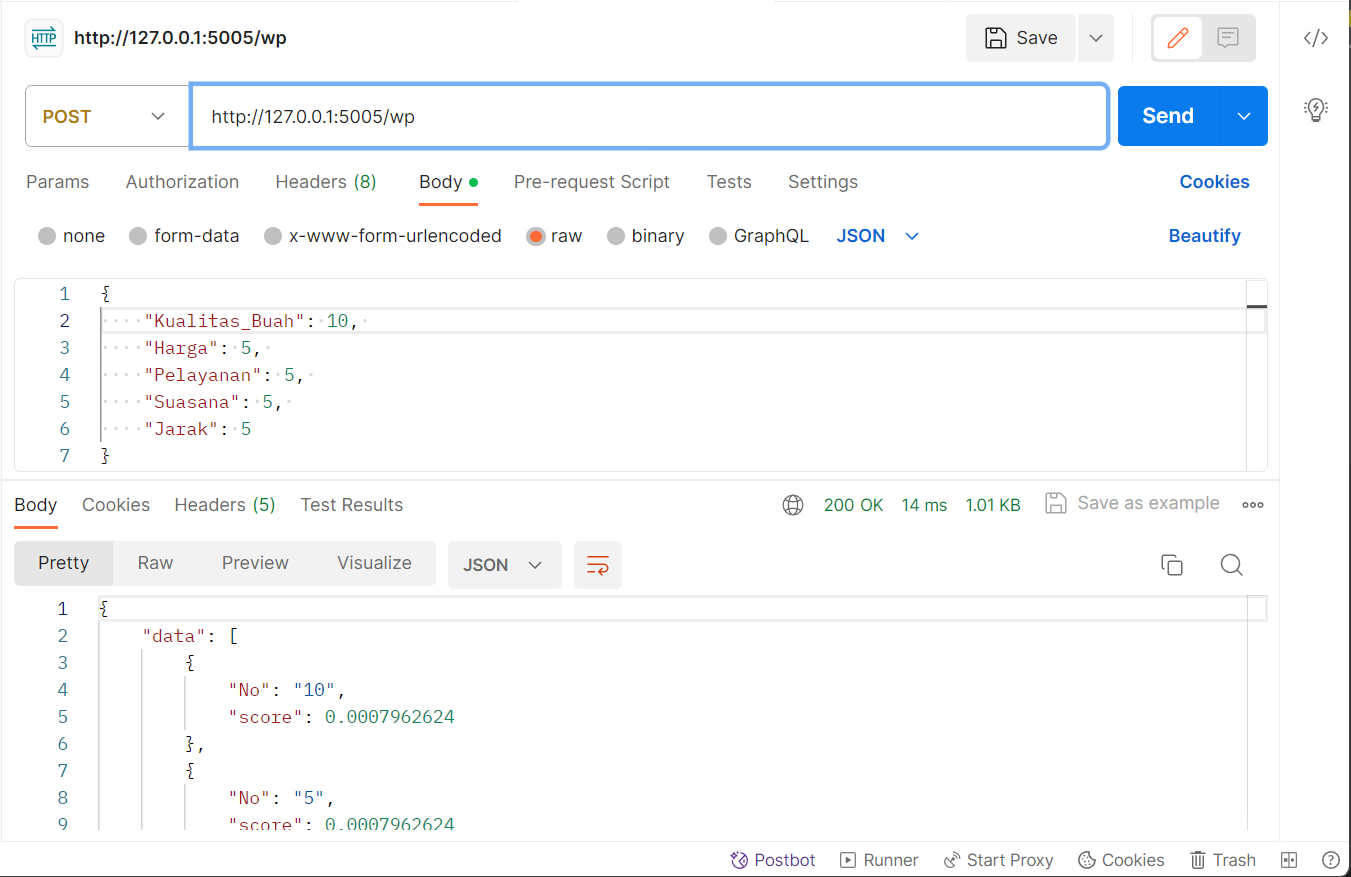 HTTP http://127.0.0.1:5005/wp Save
POST http://127.0.0.1:5005/wp Send
Params Authorization Headers (8) Body Pre-request Script Tests Settings Cookies
none form-data x-www-form-urlencoded raw binary GraphQL JSON Beautify
1 {
2 "Kualitas_Buah": 10,
3 "Harga": 5,
4 "Pelayanan": 5,
5 "Suasana": 5,
6 "Jarak": 5
7 }
Body Cookies Headers (5) Test Results 200 OK 14 ms 1.01 KB Save as example
Pretty Raw Preview Visualize JSON
1 {
2 "data": [
3 {
4 "No": "10",
5 "score": 0.0007962624
6 },
7 {
8 "No": "5",
9 "score": 0.0007962624
Postbot Runner Start Proxy Cookies Trash